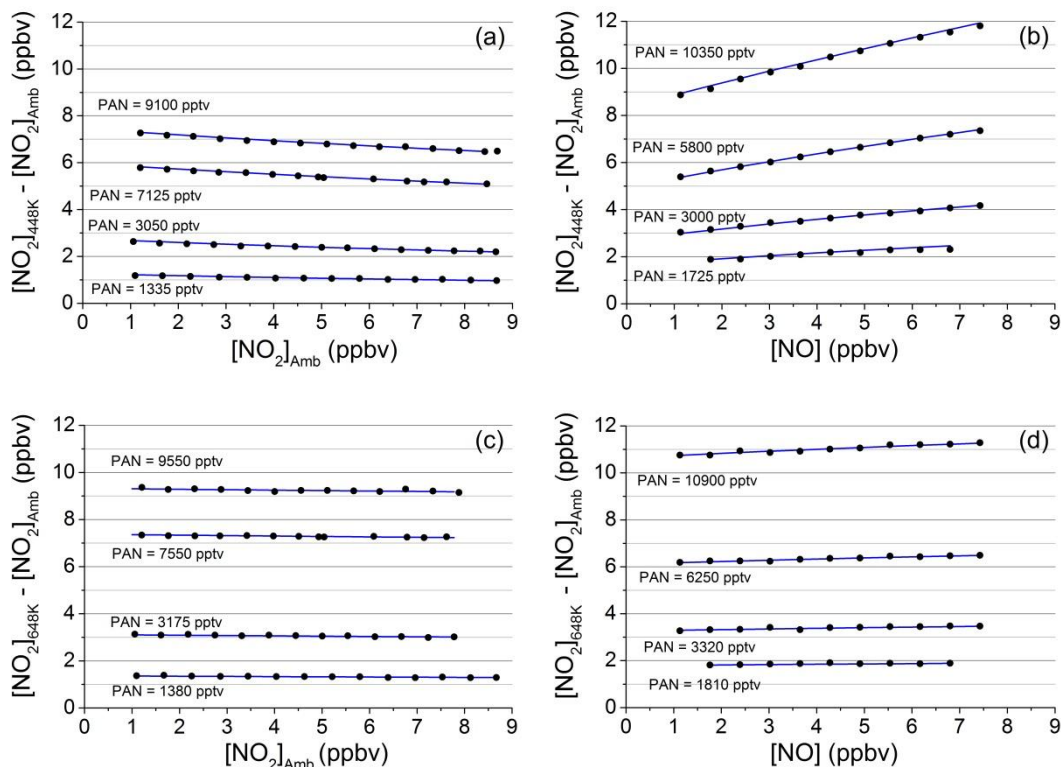 (a)
[NO2]448K - [NO2]Amb (ppbv)
12
10
8
6
4
2
0
PAN = 9100 pptv
PAN = 7125 pptv
PAN = 3050 pptv
PAN = 1335 pptv
0 1 2 3 4 5 6 7 8 9
[NO2]Amb (ppbv)
(b)
[NO2]448K - [NO2]Amb (ppbv)
12
10
8
6
4
2
0
PAN = 10350 pptv
PAN = 5800 pptv
PAN = 3000 pptv
PAN = 1725 pptv
0 1 2 3 4 5 6 7 8 9
[NO] (ppbv)
(c)
[NO2]648K - [NO2]Amb (ppbv)
12
10
8
6
4
2
0
PAN = 9550 pptv
PAN = 7550 pptv
PAN = 3175 pptv
PAN = 1380 pptv
0 1 2 3 4 5 6 7 8 9
[NO2]Amb (ppbv)
(d)
[NO2]648K - [NO2]Amb (ppbv)
12
10
8
6
4
2
0
PAN = 10900 pptv
PAN = 6250 pptv
PAN = 3320 pptv
PAN = 1810 pptv
0 1 2 3 4 5 6 7 8 9
[NO] (ppbv)